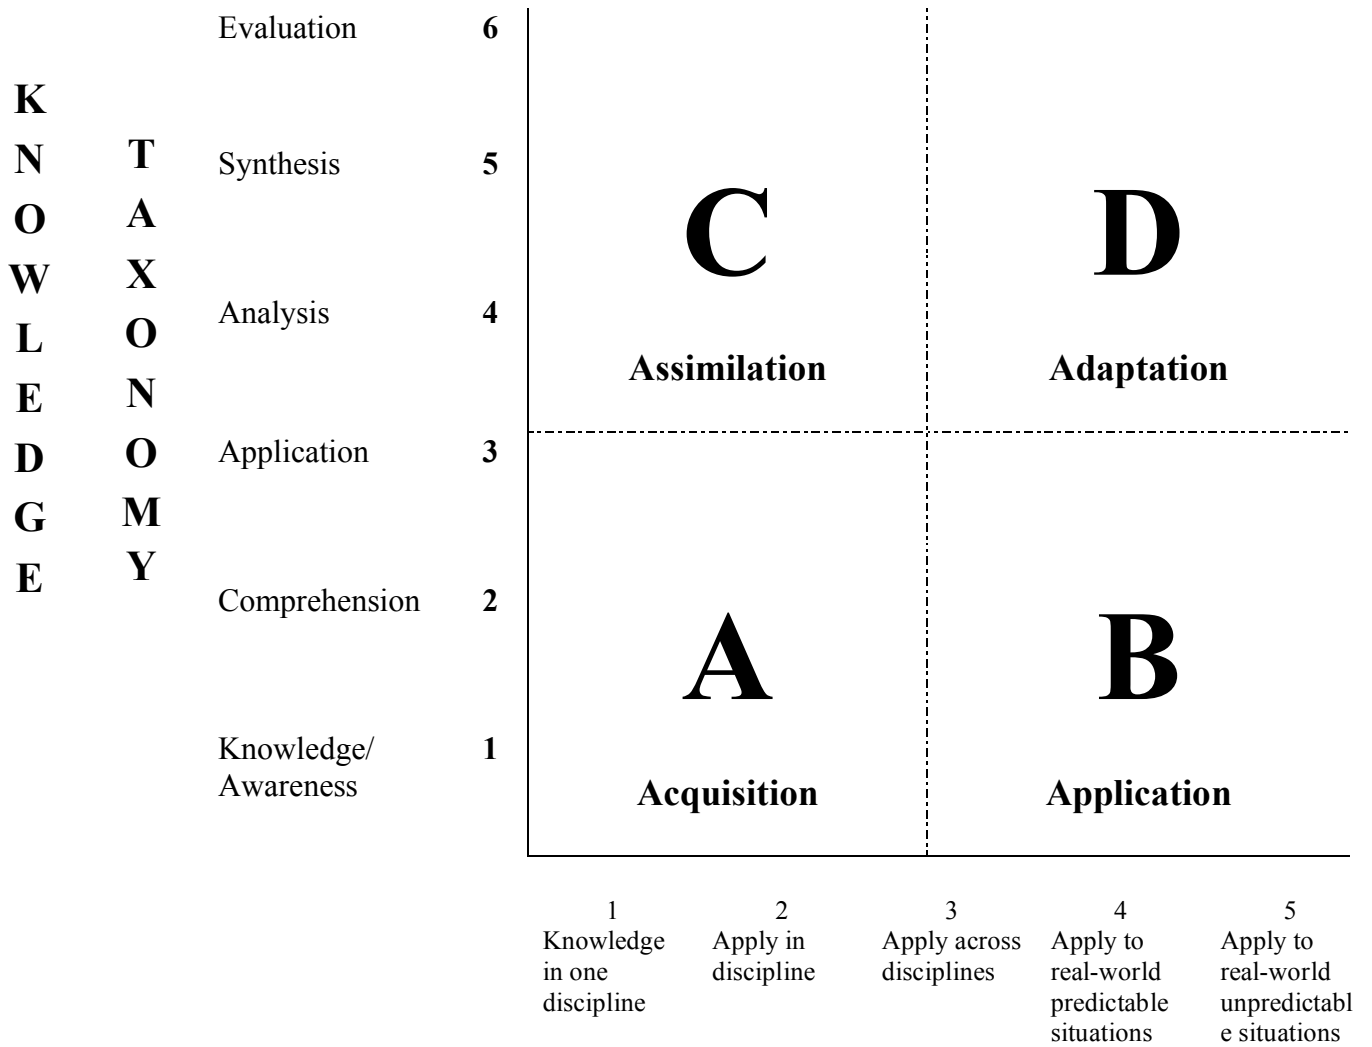 KNOWLEDGE
TAXONOMY
Evaluation 6
Synthesis 5
Analysis 4
Application 3
Comprehension 2
Knowledge/ 1
Awareness
C
Assimilation
D
Adaptation
A
Acquisition
B
Application
1
Knowledge
in one
discipline
2
Apply in
discipline
3
Apply across
disciplines
4
Apply to
real-world
predictable
situations
5
Apply to
real-world
unpredictabl
e situations